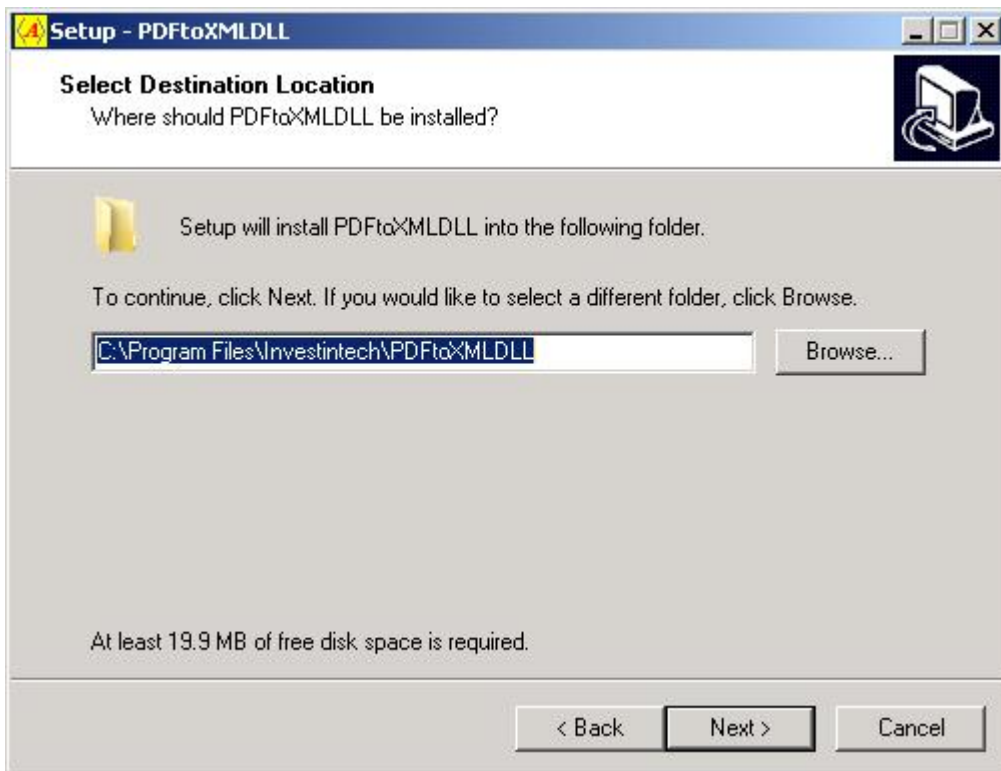 Setup - PDFtoXMLDLL
Select Destination Location
Where should PDFtoXMLDLL be installed?
Setup will install PDFtoXMLDLL into the following folder.
To continue, click Next. If you would like to select a different folder, click Browse.
C:\Program Files\Investintech\PDFtoXMLDLL
Browse...
At least 19.9 MB of free disk space is required.
< Back
Next >
Cancel